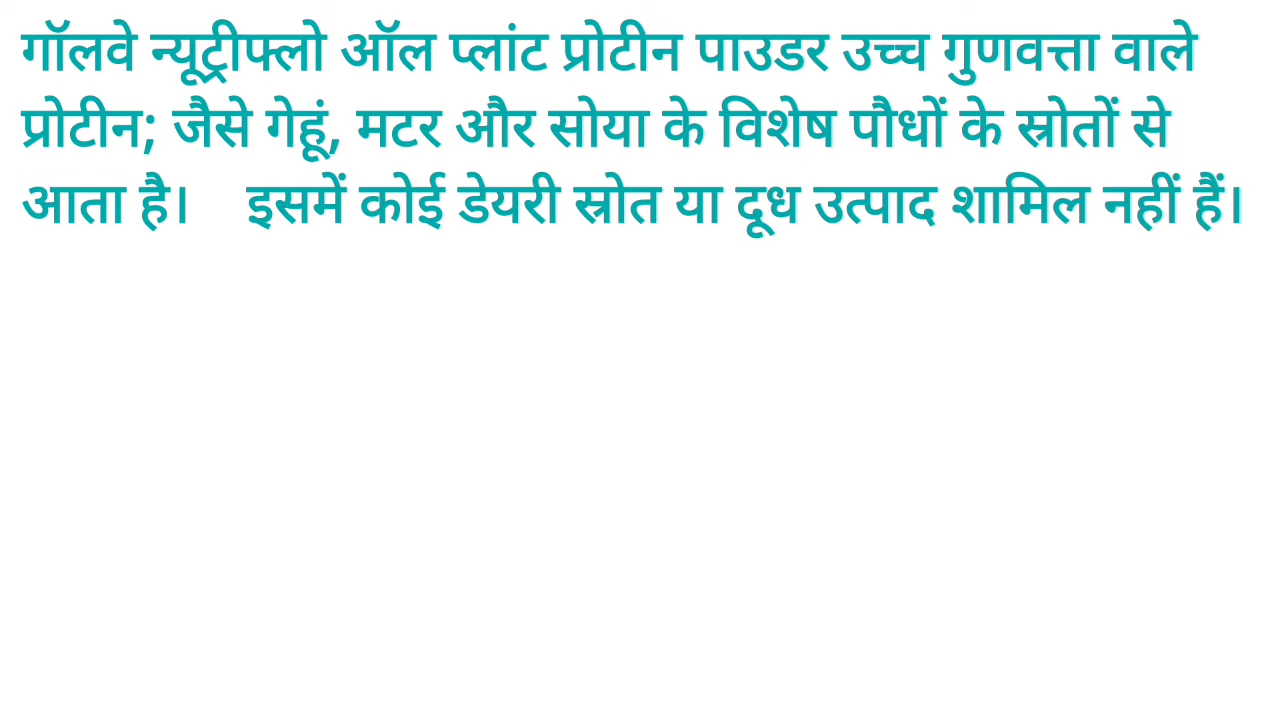 गॉलवे न्यूट्रीफ्लो ऑल प्लांट प्रोटीन पाउडर उच्च गुणवत्ता वाले
प्रोटीन; जैसे गेहूं, मटर और सोया के विशेष पौधों के स्रोतों से
आता है। इसमें कोई डेयरी स्रोत या दूध उत्पाद शामिल नहीं हैं।